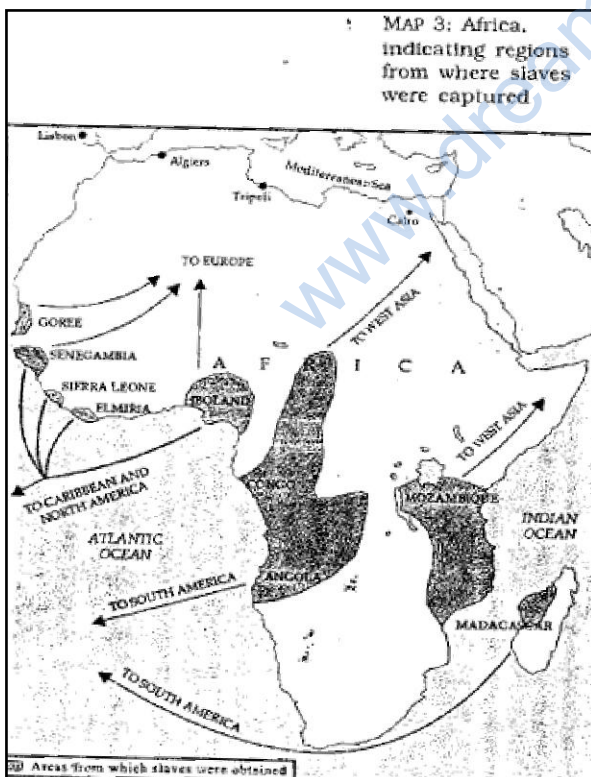 MAP 3: Africa,
indicating regions
from where slaves
were captured
www.dream
Lisbon
Algiers
Mediterranean Sea
Tripoli
Cairo
TO EUROPE
TO WEST ASIA
GOREE
SENEGAMBIA
A F R I C A
SIERRA LEONE
IBOLAND
ELMIRIA
TO WEST ASIA
TO CARIBBEAN AND
NORTH AMERICA
CONGO
MOZAMBIQUE
INDIAN
OCEAN
ATLANTIC
OCEAN
ANGOLA
TO SOUTH AMERICA
MADAGASCAR
TO SOUTH AMERICA
Areas from which slaves were obtained